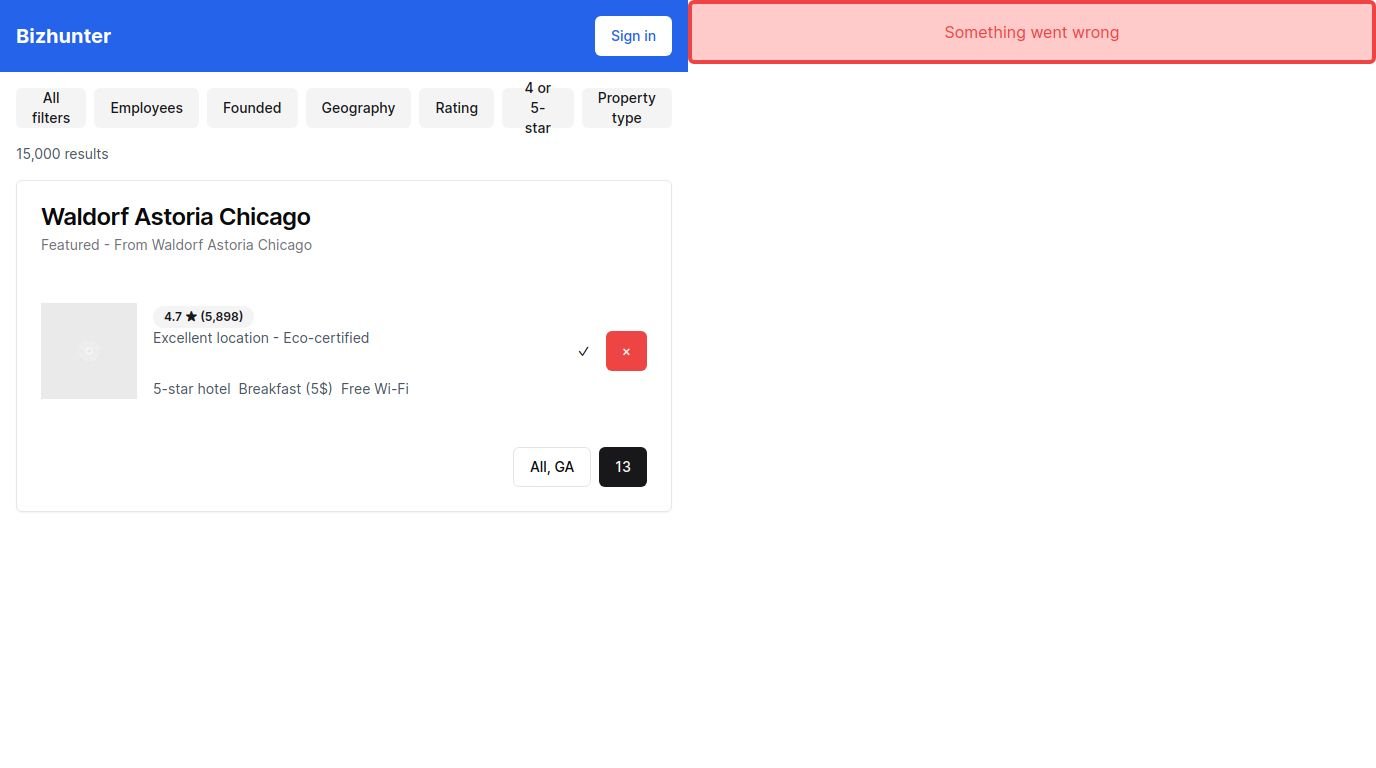 Bizhunter
Sign in
Something went wrong
All
filters
Employees
Founded
Geography
Rating
4 or
5-
star
Property
type
15,000 results
Waldorf Astoria Chicago
Featured - From Waldorf Astoria Chicago
4.7 ★ (5,898)
Excellent location - Eco-certified
✓
×
5-star hotel Breakfast (5$) Free Wi-Fi
All, GA
13